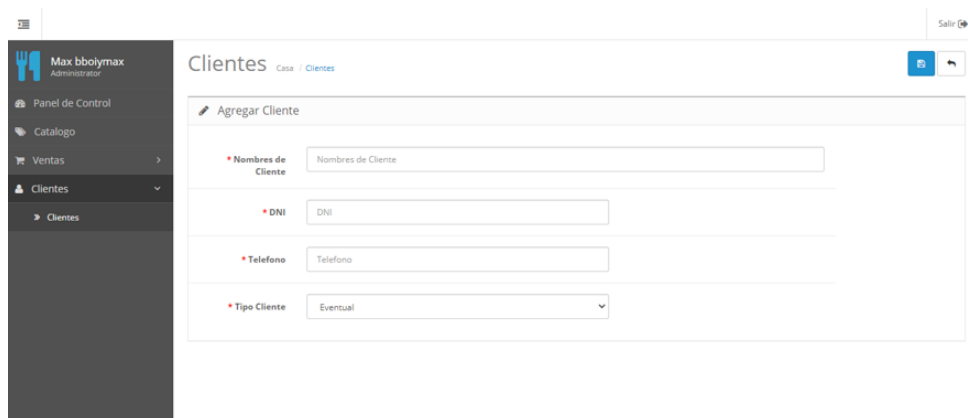 Salir
Max bboiymax
Administrator
Clientes Casa / Clientes
Panel de Control
Agregar Cliente
Catalogo
Ventas
* Nombres de Cliente
Nombres de Cliente
Clientes
Clientes
* DNI
DNI
* Telefono
Telefono
* Tipo Cliente
Eventual